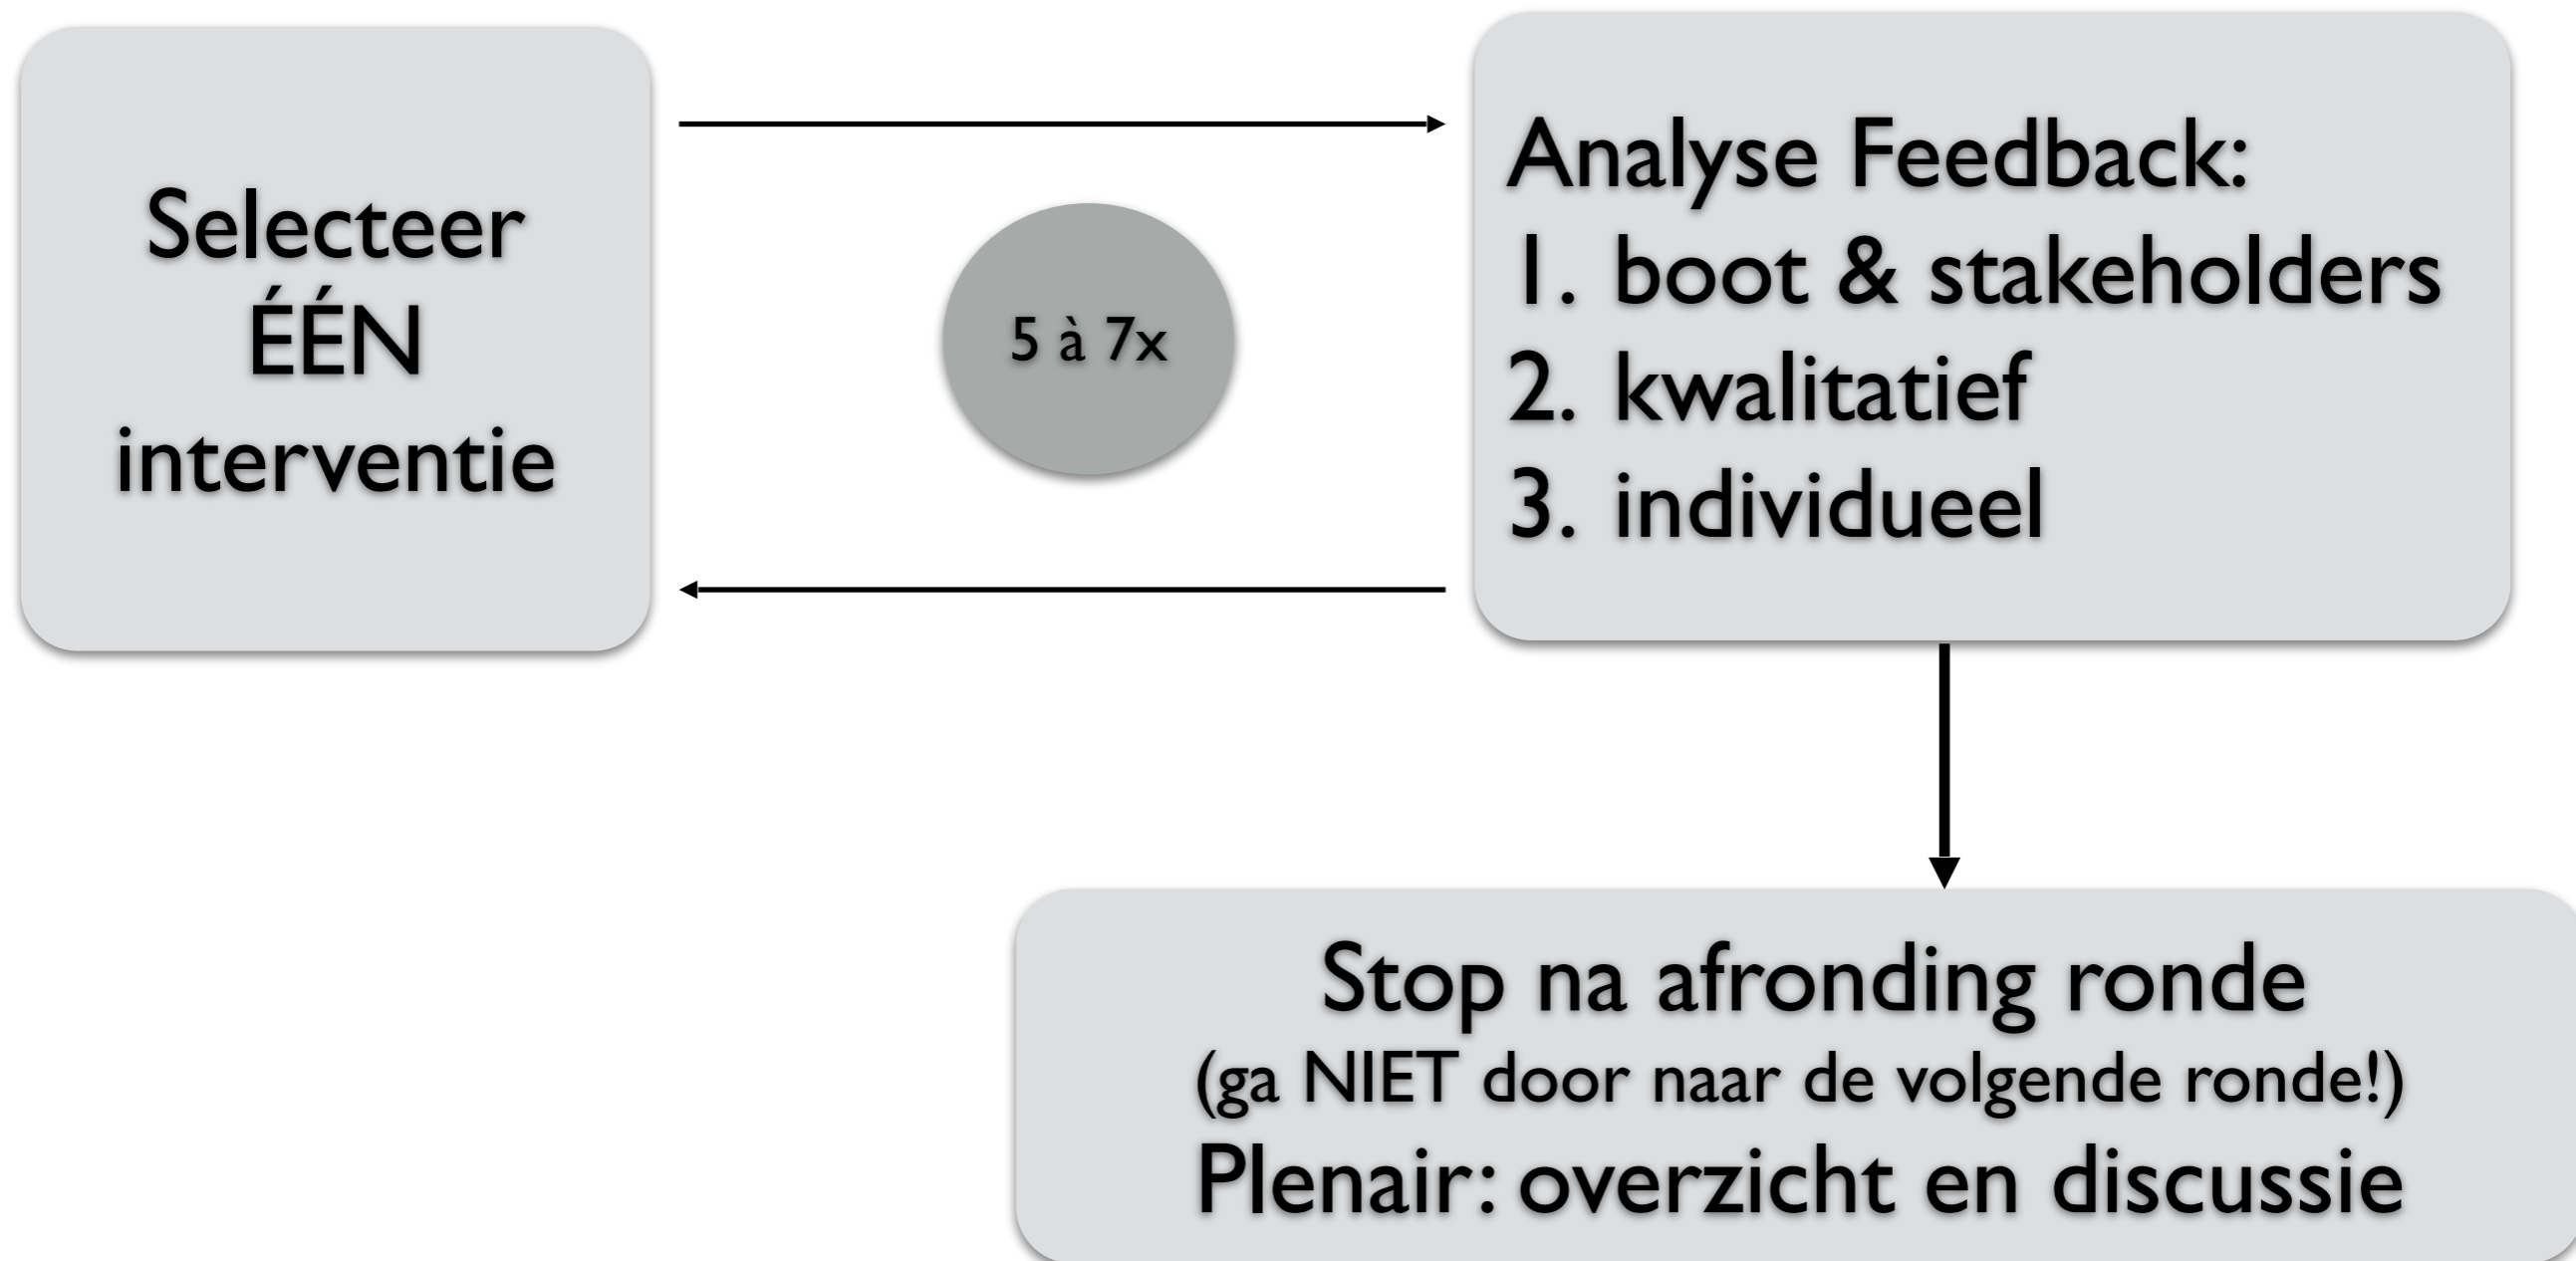 Selecteer
ÉÉN
interventie
5 à 7x
Analyse Feedback:
1. boot & stakeholders
2. kwalitatief
3. individueel
Stop na afronding ronde
(ga NIET door naar de volgende ronde!)
Plenair: overzicht en discussie